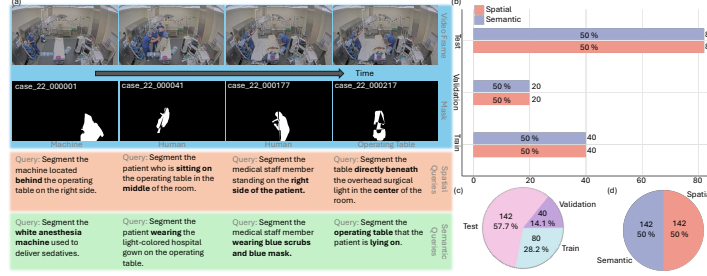 (a)
Video Frame
Time
case_22_000001
case_22_000041
case_22_000177
case_22_000217
Mask
Machine
Human
Human
Operating Table
Query: Segment the
machine located
behind the operating
table on the right side.
Query: Segment the
patient who is sitting on
the operating table in the
middle of the room.
Query: Segment the
medical staff member
standing on the right
side of the patient.
Query: Segment the
table directly beneath
the overhead surgical
light in the center of the
room.
Spatial
Queries
Query: Segment the
white anesthesia
machine used to
deliver sedatives.
Query: Segment the
patient wearing the
light-colored hospital
gown on the operating
table.
Query: Segment the
medical staff member
wearing blue scrubs
and blue mask.
Query: Segment the
operating table that the
patient is lying on.
Semantic
Queries
(b)
Spatial
Semantic
Test
50 %
50 %
Validation
50 %
20
50 %
20
Train
50 %
40
50 %
40
0
20
40
60
80
(c)
Test
142
57.7 %
Validation
40
14.1 %
80
28.2 %
Train
(d)
142
50 %
142
50 %
Semantic